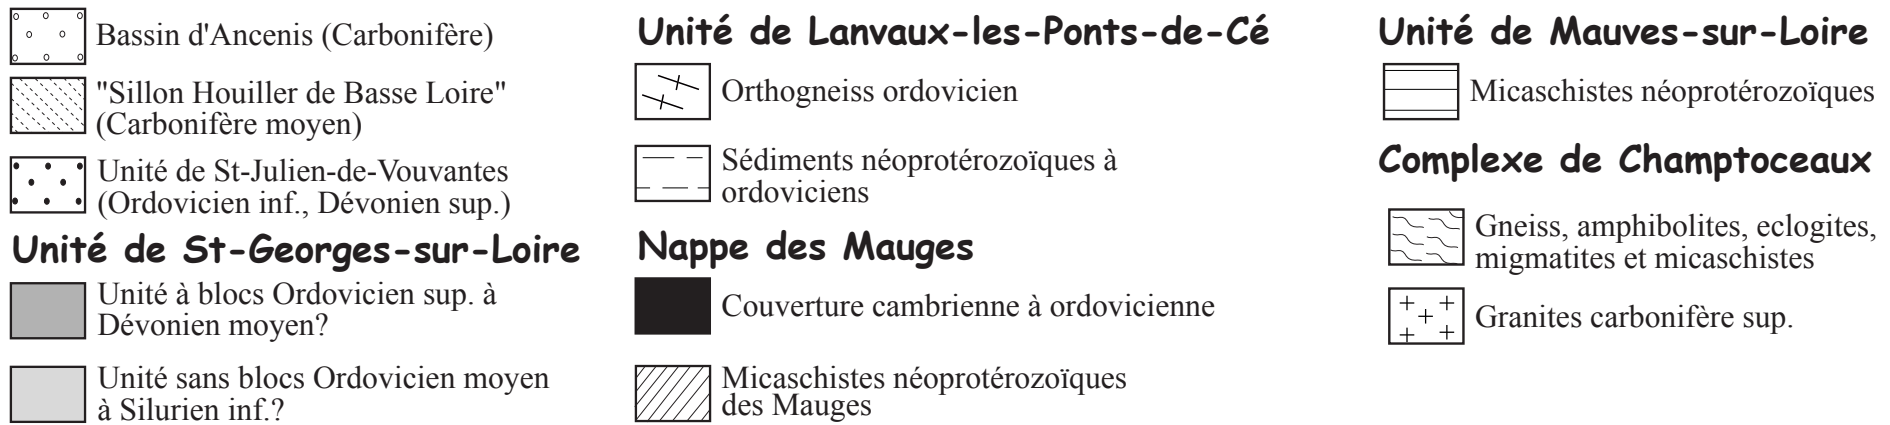 Bassin d'Ancenis (Carbonifère)
"Sillon Houiller de Basse Loire"
(Carbonifère moyen)
Unité de St-Julien-de-Vouvantes
(Ordovicien inf., Dévonien sup.)
Unité de St-Georges-sur-Loire
Unité à blocs Ordovicien sup. à
Dévonien moyen?
Unité sans blocs Ordovicien moyen
à Silurien inf.?
Unité de Lanvaux-les-Ponts-de-Cé
Orthogneiss ordovicien
Sédiments néoprotérozoïques à
ordoviciens
Nappe des Mauges
Couverture cambrienne à ordovicienne
Micaschistes néoprotérozoïques
des Mauges
Unité de Mauves-sur-Loire
Micaschistes néoprotérozoïques
Complexe de Champtoceaux
Gneiss, amphibolites, eclogites,
migmatites et micaschistes
Granites carbonifère sup.